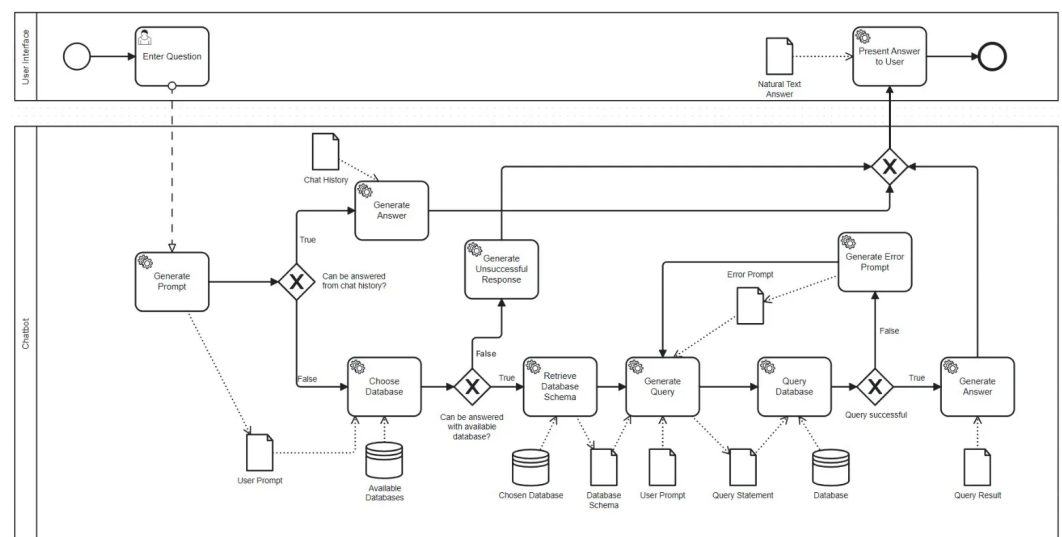 User Interface
Enter Question
Natural Text
Answer
Present Answer
to User
Chatbot
Chat History
Generate
Answer
True
Generate
Prompt
Can be answered
from chat history?
False
Generate
Unsuccessful
Response
Error Prompt
Generate Error
Prompt
False
False
Choose
Database
True
Can be answered
with available
database?
Retrieve
Database
Schema
Generate
Query
Query
Database
True
Query successful
Generate
Answer
User Prompt
Available
Databases
Chosen Database
Database
Schema
User Prompt
Query Statement
Database
Query Result